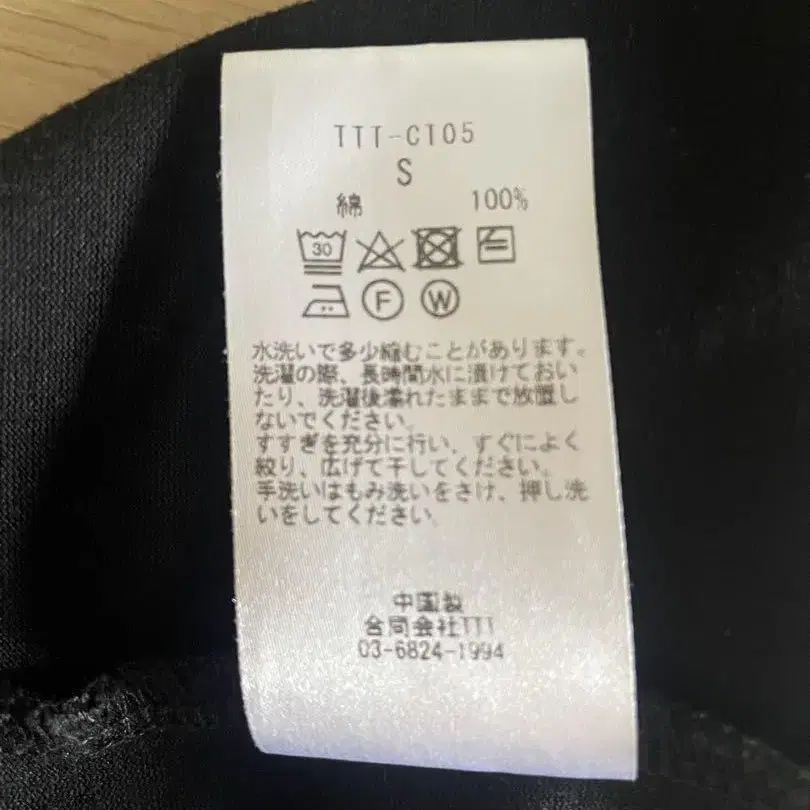 TTT-CT05
S
綿 100%
30
F W
水洗いで多少縮むことがあります。
洗濯の際、長時間水に漬けておい
たり、洗濯後濡れたままで放置し
ないでください。
すすぎを充分に行い、すぐによく
絞り、広げて干してください。
手洗いはもみ洗いをさけ、押し洗
いをしてください。
中国製
合同会社TTT
03-6824-1994